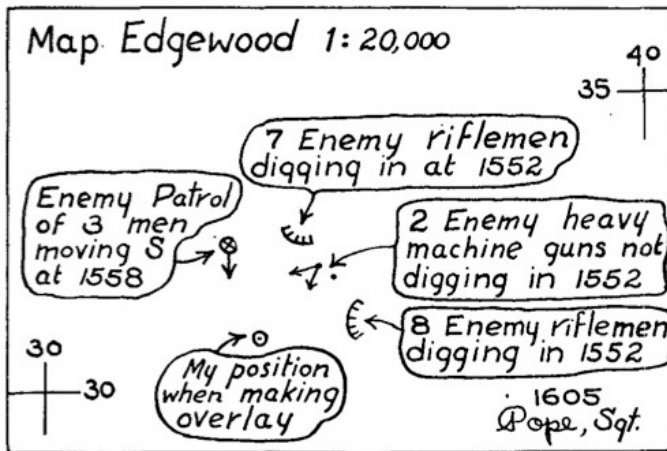 Map Edgewood 1:20,000
40
35
7 Enemy riflemen
digging in at 1552
Enemy Patrol
of 3 men
moving S
at 1558
2 Enemy heavy
machine guns not
digging in 1552
8 Enemy riflemen
digging in 1552
30
30
My position
when making
overlay
1605
Pope, Sgt.